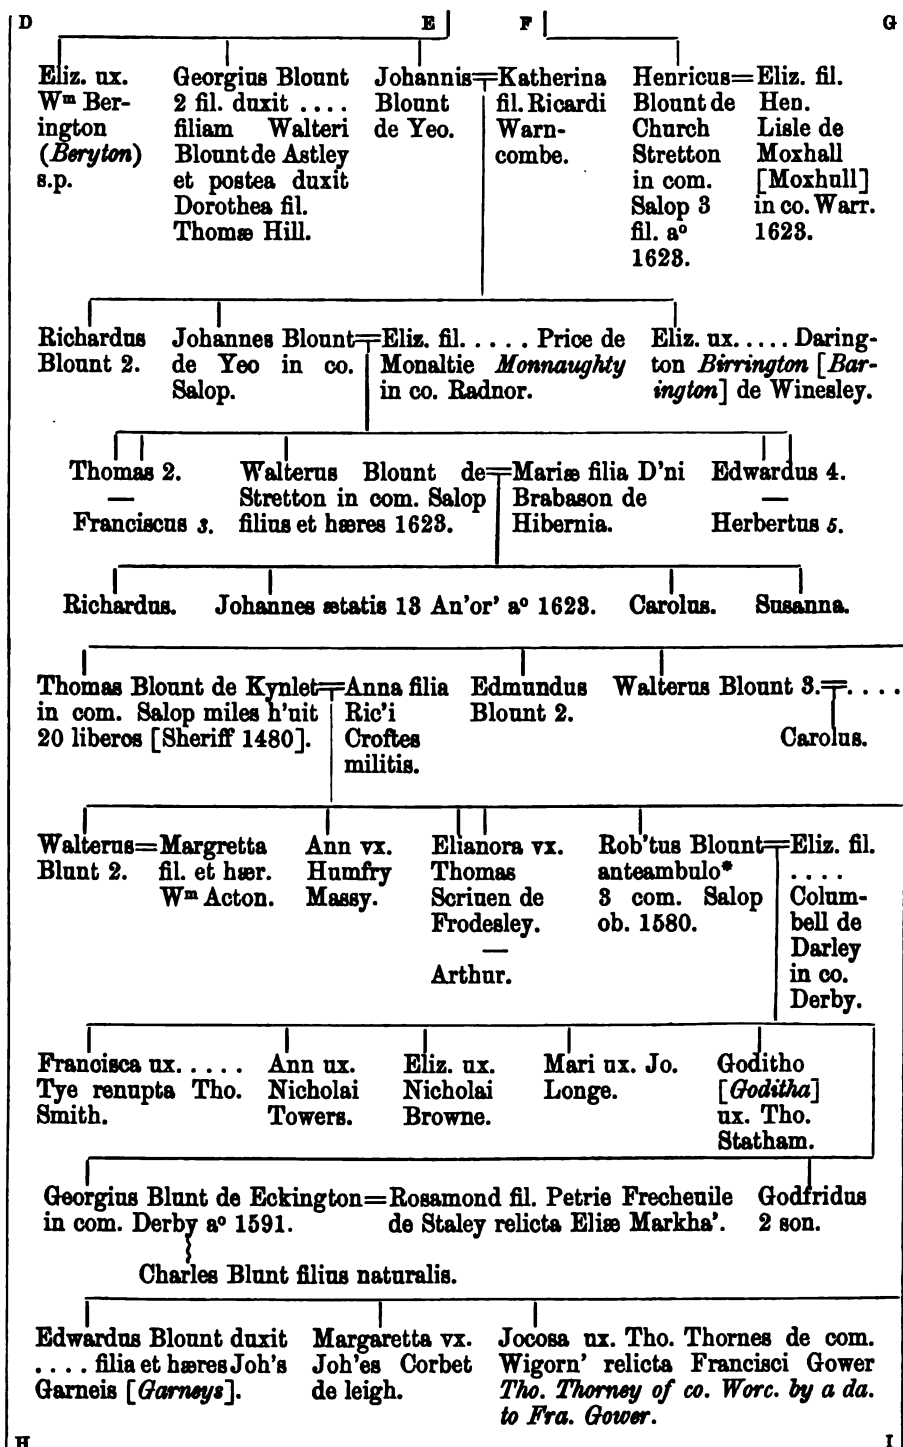 D
E
F
G
Eliz. ux.
Wm Ber-
ington
(Beryton)
s.p.
Georgius Blount
2 fil. duxit ....
filiam Walteri
Blount de Astley
et postea duxit
Dorothea fil.
Thomæ Hill.
Johannis=
Blount
de Yeo.
Katherina
fil. Ricardi
Warn-
combe.
Henricus=
Blount de
Church
Stretton
in com.
Salop 3
fil. ao
1623.
Eliz. fil.
Hen.
Lisle de
Moxhall
[Moxhull]
in co. Warr.
1623.
Richardus
Blount 2.
Johannes Blount=
de Yeo in co.
Salop.
Eliz. fil. .... Price de
Monaltie Monnaughty
in co. Radnor.
Eliz. ux. .... Daring-
ton Birrington [Bar-
ington] de Winesley.
Thomas 2.
—
Franciscus 3.
Walterus Blount de=
Stretton in com. Salop
filius et hæres 1623.
Mariæ filia D'ni
Brabason de
Hibernia.
Edwardus 4.
—
Herbertus 5.
Richardus.
Johannes ætatis 13 An'or' ao 1623.
Carolus.
Susanna.
Thomas Blount de Kynlet=
in com. Salop miles h'uit
20 liberos [Sheriff 1480].
Anna filia
Ric'i
Croftes
militis.
Edmundus
Blount 2.
Walterus Blount 3.=....
Carolus.
Walterus=
Blunt 2.
Margretta
fil. et hær.
Wm Acton.
Ann vx.
Humfry
Massy.
Elianora vx.
Thomas
Scriuen de
Frodesley.
—
Arthur.
Rob'tus Blount=
anteambulo*
3 com. Salop
ob. 1580.
Eliz. fil.
....
Colum-
bell de
Darley
in co.
Derby.
Francisca ux. ....
Tye renupta Tho.
Smith.
Ann ux.
Nicholai
Towers.
Eliz. ux.
Nicholai
Browne.
Mari ux. Jo.
Longe.
Goditho
[Goditha]
ux. Tho.
Statham.
Georgius Blunt de Eckington=
in com. Derby ao 1591.
Rosamond fil. Petrie Frecheuile
de Staley relicta Eliæ Markha'.
Godfridus
2 son.
Charles Blunt filius naturalis.
Edwardus Blount duxit
.... filia et hæres Joh's
Garneis [Garneys].
Margaretta vx.
Joh'es Corbet
de leigh.
Jocosa ux. Tho. Thornes de com.
Wigorn' relicta Francisci Gower
Tho. Thorney of co. Worc. by a da.
to Fra. Gower.
H
I